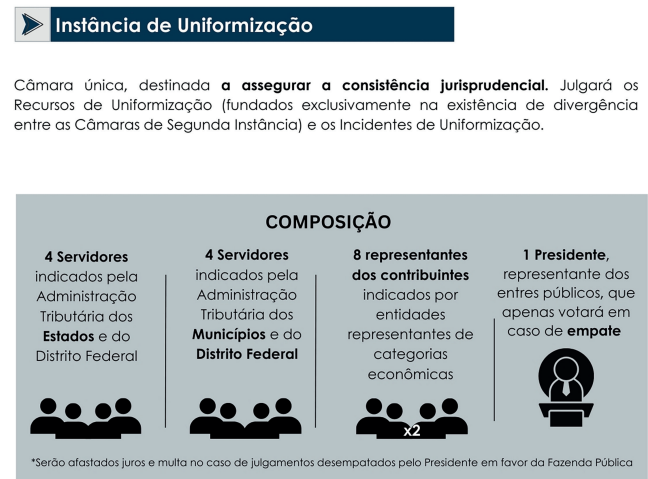 Instância de Uniformização
Câmara única, destinada a assegurar a consistência jurisprudencial. Julgará os
Recursos de Uniformização (fundados exclusivamente na existência de divergência
entre as Câmaras de Segunda Instância) e os Incidentes de Uniformização.
COMPOSIÇÃO
4 Servidores
indicados pela
Administração
Tributária dos
Estados e do
Distrito Federal
4 Servidores
indicados pela
Administração
Tributária dos
Municípios e do
Distrito Federal
8 representantes
dos contribuintes
indicados por
entidades
representantes de
categorias
econômicas
x2
1 Presidente,
representante dos
entres públicos, que
apenas votará em
caso de empate
*Serão afastados juros e multa no caso de julgamentos desempatados pelo Presidente em favor da Fazenda Pública